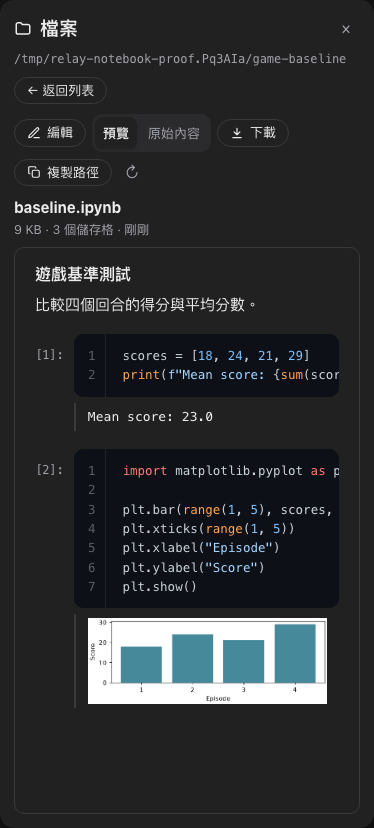 檔案
/tmp/relay-notebook-proof.Pq3AIa/game-baseline
返回列表
編輯
預覽
原始內容
下載
複製路徑
baseline.ipynb
9 KB · 3 個儲存格 · 剛剛
遊戲基準測試
比較四個回合的得分與平均分數。
[1]:
1 scores = [18, 24, 21, 29]
2 print(f"Mean score: {sum(scor
Mean score: 23.0
[2]:
1 import matplotlib.pyplot as p
2
3 plt.bar(range(1, 5), scores,
4 plt.xticks(range(1, 5))
5 plt.xlabel("Episode")
6 plt.ylabel("Score")
7 plt.show()
30
20
10
0
Score
1 2 3 4
Episode